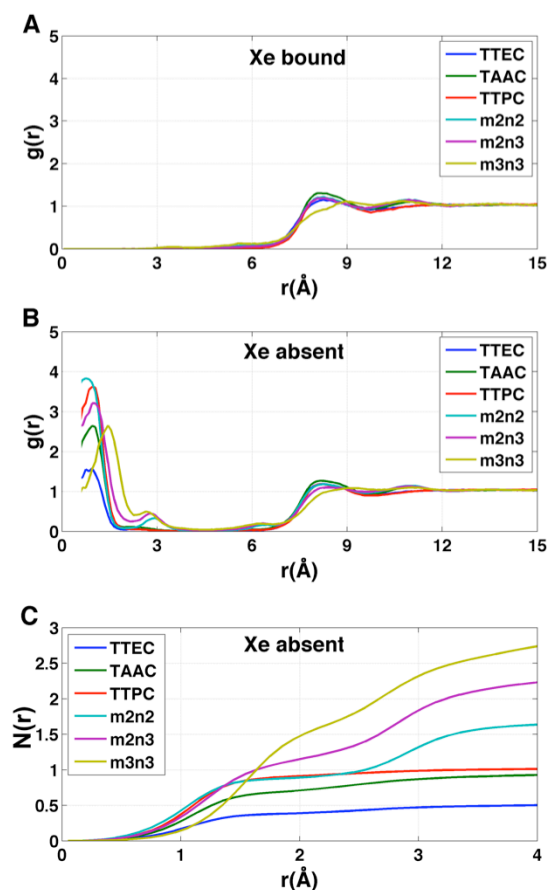 A
Xe bound
g(r)
5
4
3
2
1
0
TTEC
TAAC
TTPC
m2n2
m2n3
m3n3
0 3 6 9 12 15
r(Å)
B
Xe absent
g(r)
5
4
3
2
1
0
TTEC
TAAC
TTPC
m2n2
m2n3
m3n3
0 3 6 9 12 15
r(Å)
C
Xe absent
N(r)
3
2.5
2
1.5
1
0.5
0
TTEC
TAAC
TTPC
m2n2
m2n3
m3n3
0 1 2 3 4
r(Å)